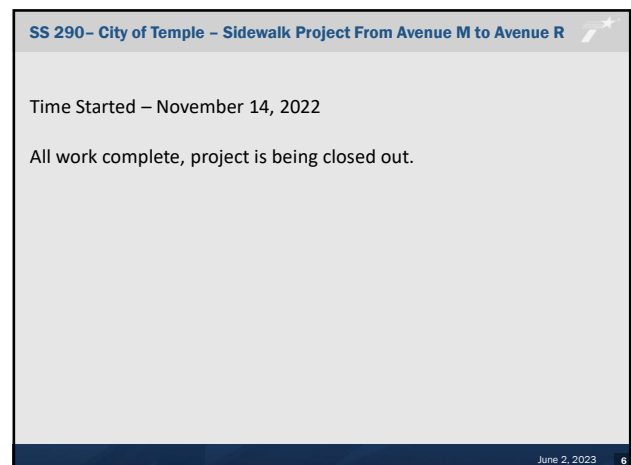 SS 290– City of Temple – Sidewalk Project From Avenue M to Avenue R
Time Started – November 14, 2022
All work complete, project is being closed out.
June 2, 2023 6